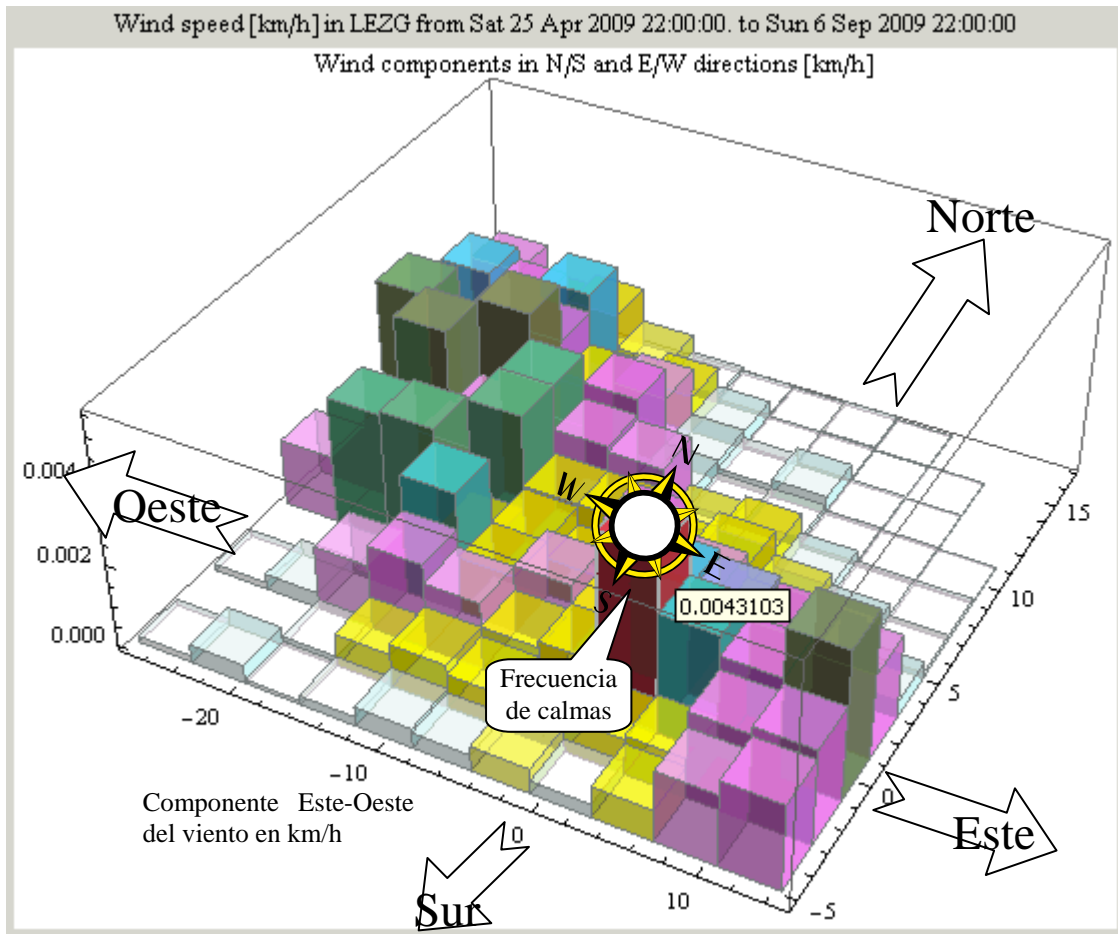 Wind speed [km/h] in LEZG from Sat 25 Apr 2009 22:00:00. to Sun 6 Sep 2009 22:00:00
Wind components in N/S and E/W directions [km/h]
Norte
N
W
E
S
0.004
Oeste
0.002
0.000
0.0043103
Frecuencia
de calmas
15
10
5
0
-5
-20
-10
0
10
Componente Este-Oeste
del viento en km/h
Este
Sur